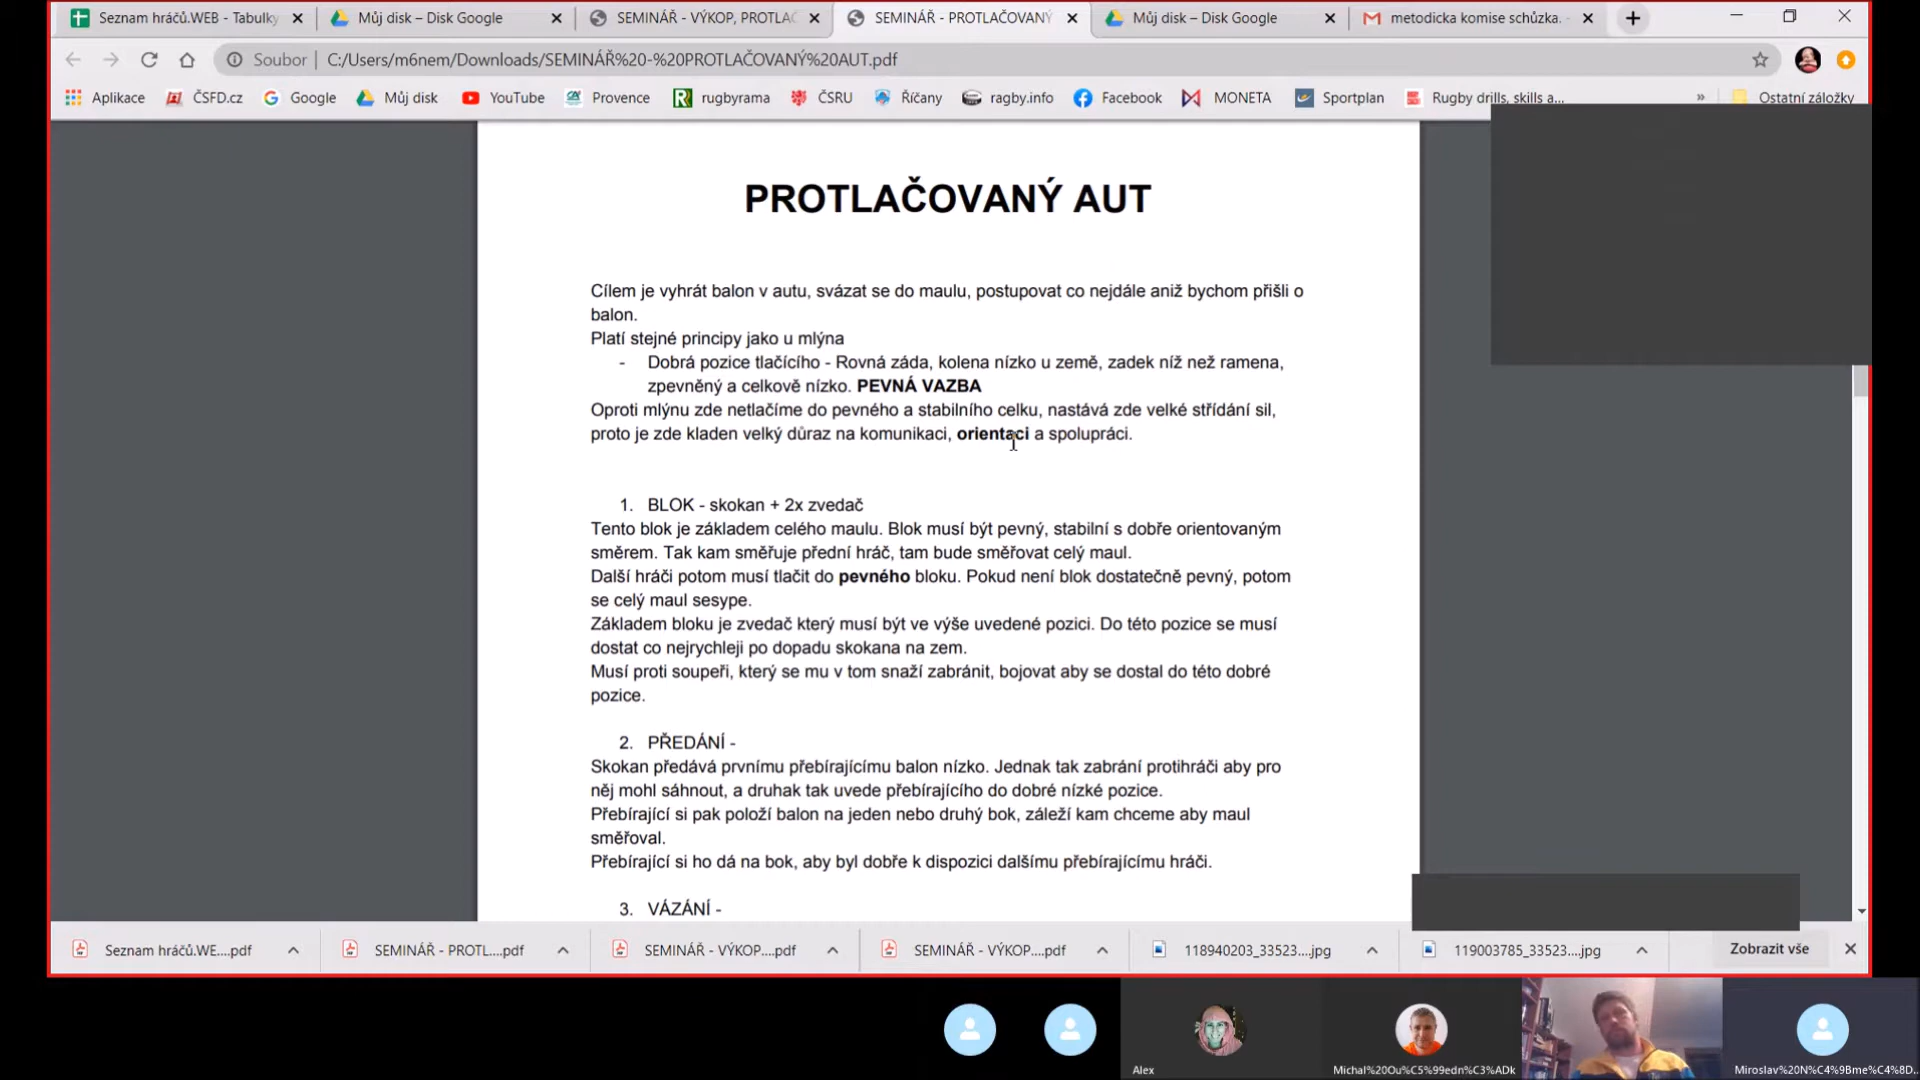 Seznam hráčů.WEB - Tabulky
Můj disk – Disk Google
SEMINÁŘ - VÝKOP, PROTLAČ
SEMINÁŘ - PROTLAČOVANÝ
Můj disk – Disk Google
metodicka komise schůzka. -
Soubor | C:/Users/m6nem/Downloads/SEMINÁŘ%20-%20PROTLAČOVANÝ%20AUT.pdf
Aplikace
ČSFD.cz
Google
Můj disk
YouTube
Provence
rugbyrama
ČSRU
Říčany
ragby.info
Facebook
MONETA
Sportplan
Rugby drills, skills a...
»
Ostatní záložky
PROTLAČOVANÝ AUT
Cílem je vyhrát balon v autu, svázat se do maulu, postupovat co nejdále aniž bychom přišli o
balon.
Platí stejné principy jako u mlýna
- Dobrá pozice tlačícího - Rovná záda, kolena nízko u země, zadek níž než ramena,
zpevněný a celkově nízko. PEVNÁ VAZBA
Oproti mlýnu zde netlačíme do pevného a stabilního celku, nastává zde velké střídání sil,
proto je zde kladen velký důraz na komunikaci, orientaci a spolupráci.
1. BLOK - skokan + 2x zvedač
Tento blok je základem celého maulu. Blok musí být pevný, stabilní s dobře orientovaným
směrem. Tak kam směřuje přední hráč, tam bude směřovat celý maul.
Další hráči potom musí tlačit do pevného bloku. Pokud není blok dostatečně pevný, potom
se celý maul sesype.
Základem bloku je zvedač který musí být ve výše uvedené pozici. Do této pozice se musí
dostat co nejrychleji po dopadu skokana na zem.
Musí proti soupeři, který se mu v tom snaží zabránit, bojovat aby se dostal do této dobré
pozice.
2. PŘEDÁNÍ -
Skokan předává prvnímu přebírajícímu balon nízko. Jednak tak zabrání protihráči aby pro
něj mohl sáhnout, a druhak tak uvede přebírajícího do dobré nízké pozice.
Přebírající si pak položí balon na jeden nebo druhý bok, záleží kam chceme aby maul
směřoval.
Přebírající si ho dá na bok, aby byl dobře k dispozici dalšímu přebírajícímu hráči.
3. VÁZÁNÍ -
Seznam hráčů.WE....pdf
SEMINÁŘ - PROTL....pdf
SEMINÁŘ - VÝKOP....pdf
SEMINÁŘ - VÝKOP....pdf
118940203_33523....jpg
119003785_33523....jpg
Zobrazit vše
Alex
Michal%20Ou%C5%99edn%C3%ADk
Miroslav%20N%C4%9Bme%C4%8D...